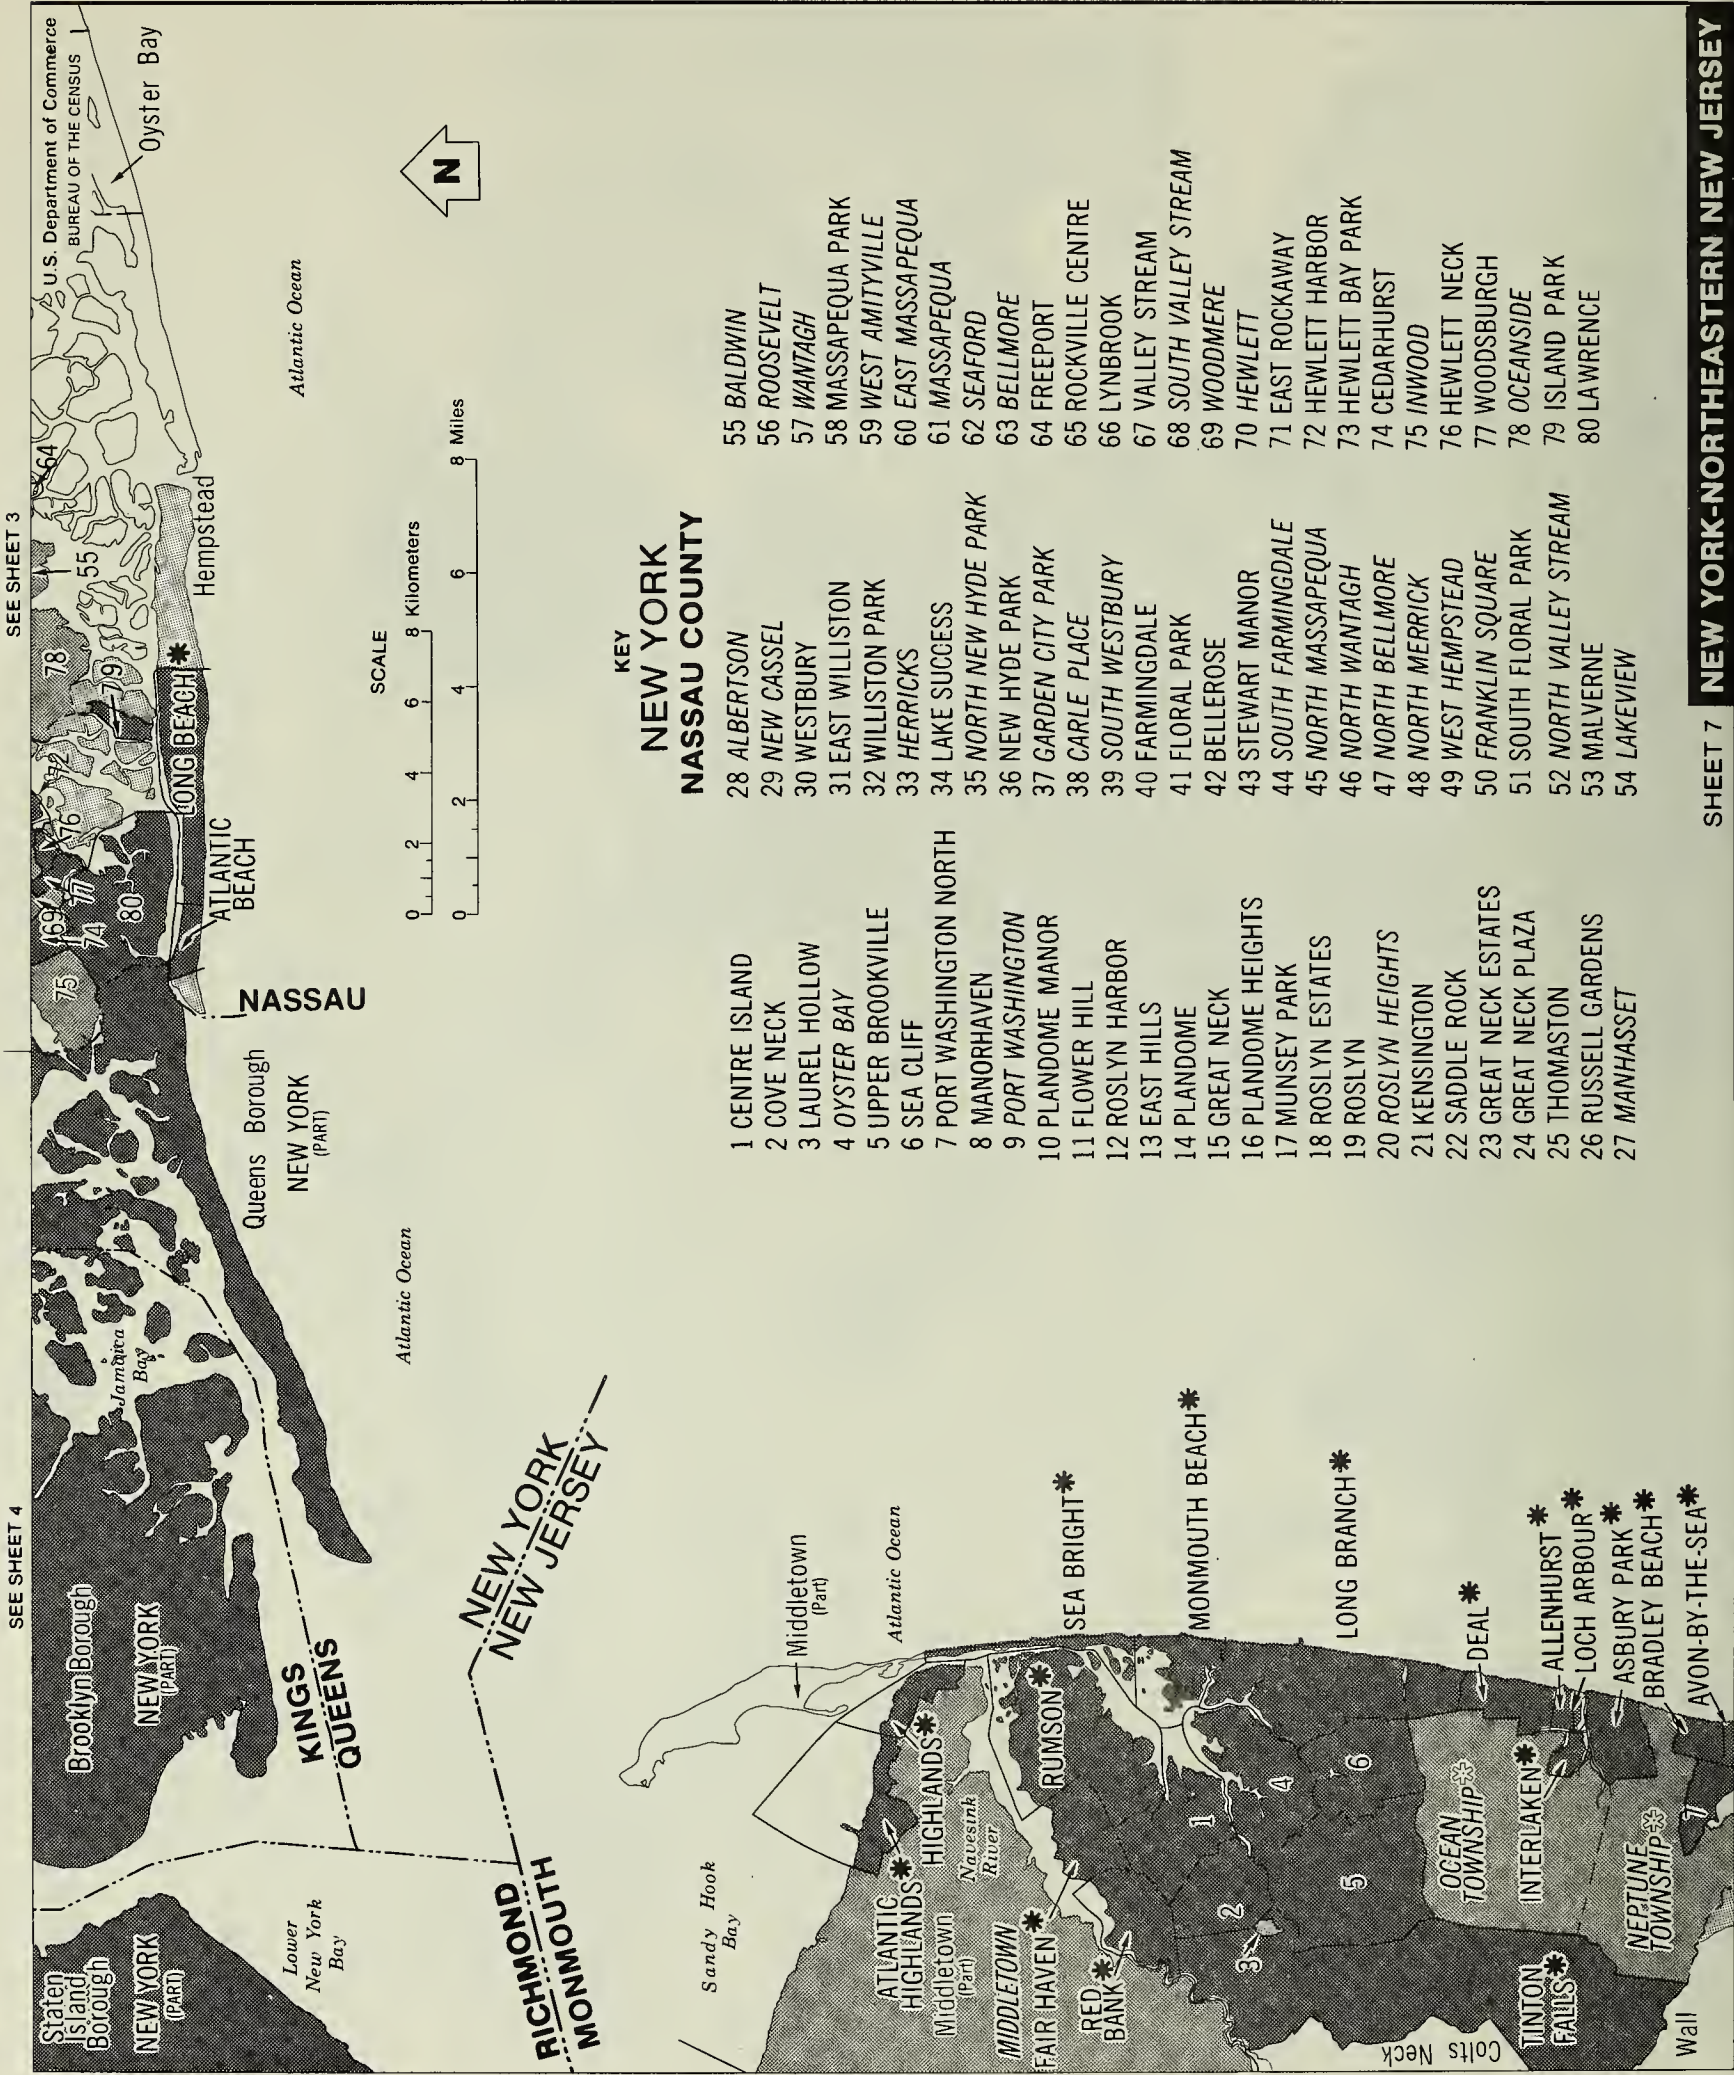 SEE SHEET 4
SEE SHEET 3
U.S. Department of Commerce
BUREAU OF THE CENSUS
Staten
Island
Borough
NEW YORK
(PART)
Brooklyn Borough
NEW YORK
(PART)
Jamaica
Bay
75
69
74
77
76
72
80
78
79
55
64
LONG BEACH*
Hempstead
Oyster Bay
ATLANTIC
BEACH
NASSAU
Queens Borough
NEW YORK
(PART)
Atlantic Ocean
Atlantic Ocean
Lower
New York
Bay
KINGS
QUEENS
NEW YORK
NEW JERSEY
RICHMOND
MONMOUTH
N
SCALE
0 2 4 6 8 Kilometers
0 2 4 6 8 Miles
Sandy Hook
Bay
Middletown
(Part)
Atlantic Ocean
ATLANTIC
HIGHLANDS*
HIGHLANDS*
Middletown
(Part)
Navesink
River
MIDDLETOWN
FAIR HAVEN*
RED
BANK*
RUMSON*
SEA BRIGHT*
MONMOUTH BEACH*
LONG BRANCH*
1
2
3
4
5
6
7
Colts Neck
OCEAN
TOWNSHIP*
DEAL*
INTERLAKEN*
ALLENHURST*
LOCH ARBOUR*
ASBURY PARK*
BRADLEY BEACH*
AVON-BY-THE-SEA*
TINTON
FALLS*
NEPTUNE
TOWNSHIP*
Wall
KEY
NEW YORK
NASSAU COUNTY
1 CENTRE ISLAND
2 COVE NECK
3 LAUREL HOLLOW
4 OYSTER BAY
5 UPPER BROOKVILLE
6 SEA CLIFF
7 PORT WASHINGTON NORTH
8 MANORHAVEN
9 PORT WASHINGTON
10 PLANDOME MANOR
11 FLOWER HILL
12 ROSLYN HARBOR
13 EAST HILLS
14 PLANDOME
15 GREAT NECK
16 PLANDOME HEIGHTS
17 MUNSEY PARK
18 ROSLYN ESTATES
19 ROSLYN
20 ROSLYN HEIGHTS
21 KENSINGTON
22 SADDLE ROCK
23 GREAT NECK ESTATES
24 GREAT NECK PLAZA
25 THOMASTON
26 RUSSELL GARDENS
27 MANHASSET
28 ALBERTSON
29 NEW CASSEL
30 WESTBURY
31 EAST WILLISTON
32 WILLISTON PARK
33 HERRICKS
34 LAKE SUCCESS
35 NORTH NEW HYDE PARK
36 NEW HYDE PARK
37 GARDEN CITY PARK
38 CARLE PLACE
39 SOUTH WESTBURY
40 FARMINGDALE
41 FLORAL PARK
42 BELLEROSE
43 STEWART MANOR
44 SOUTH FARMINGDALE
45 NORTH MASSAPEQUA
46 NORTH WANTAGH
47 NORTH BELLMORE
48 NORTH MERRICK
49 WEST HEMPSTEAD
50 FRANKLIN SQUARE
51 SOUTH FLORAL PARK
52 NORTH VALLEY STREAM
53 MALVERNE
54 LAKEVIEW
55 BALDWIN
56 ROOSEVELT
57 WANTAGH
58 MASSAPEQUA PARK
59 WEST AMITYVILLE
60 EAST MASSAPEQUA
61 MASSAPEQUA
62 SEAFORD
63 BELLMORE
64 FREEPORT
65 ROCKVILLE CENTRE
66 LYNBROOK
67 VALLEY STREAM
68 SOUTH VALLEY STREAM
69 WOODMERE
70 HEWLETT
71 EAST ROCKAWAY
72 HEWLETT HARBOR
73 HEWLETT BAY PARK
74 CEDARHURST
75 INWOOD
76 HEWLETT NECK
77 WOODSBURGH
78 OCEANSIDE
79 ISLAND PARK
80 LAWRENCE
SHEET 7 NEW YORK-NORTHEASTERN NEW JERSEY